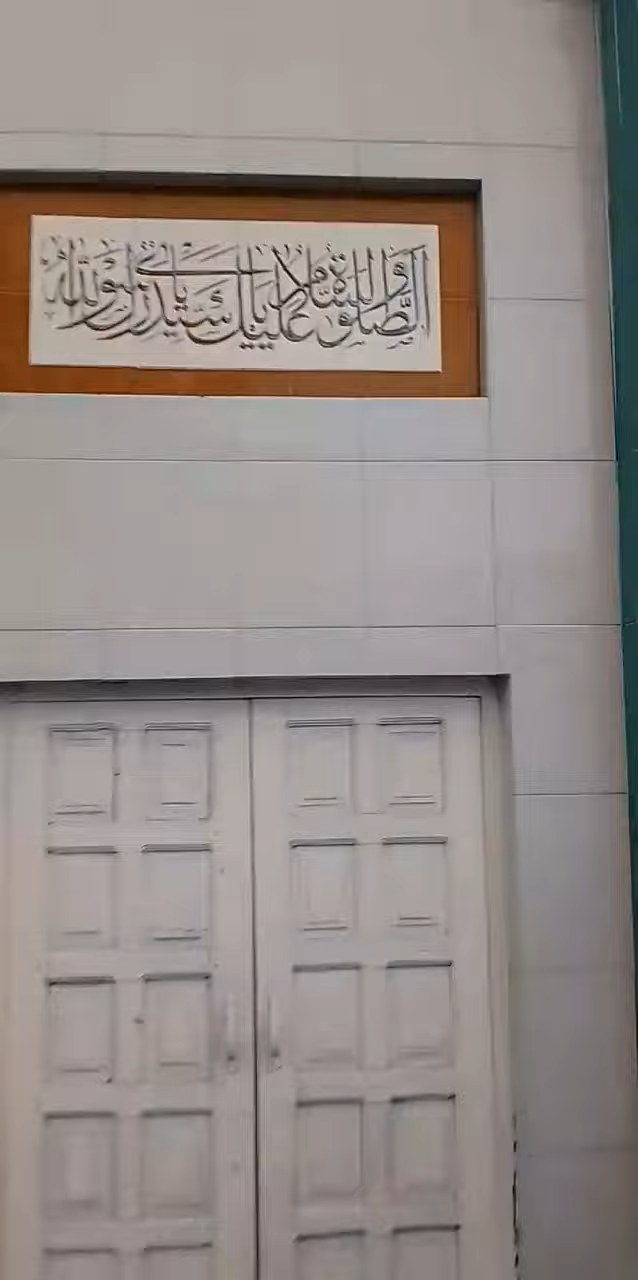 الصلوة والسلام عليك يا سيدي يا رسول الله